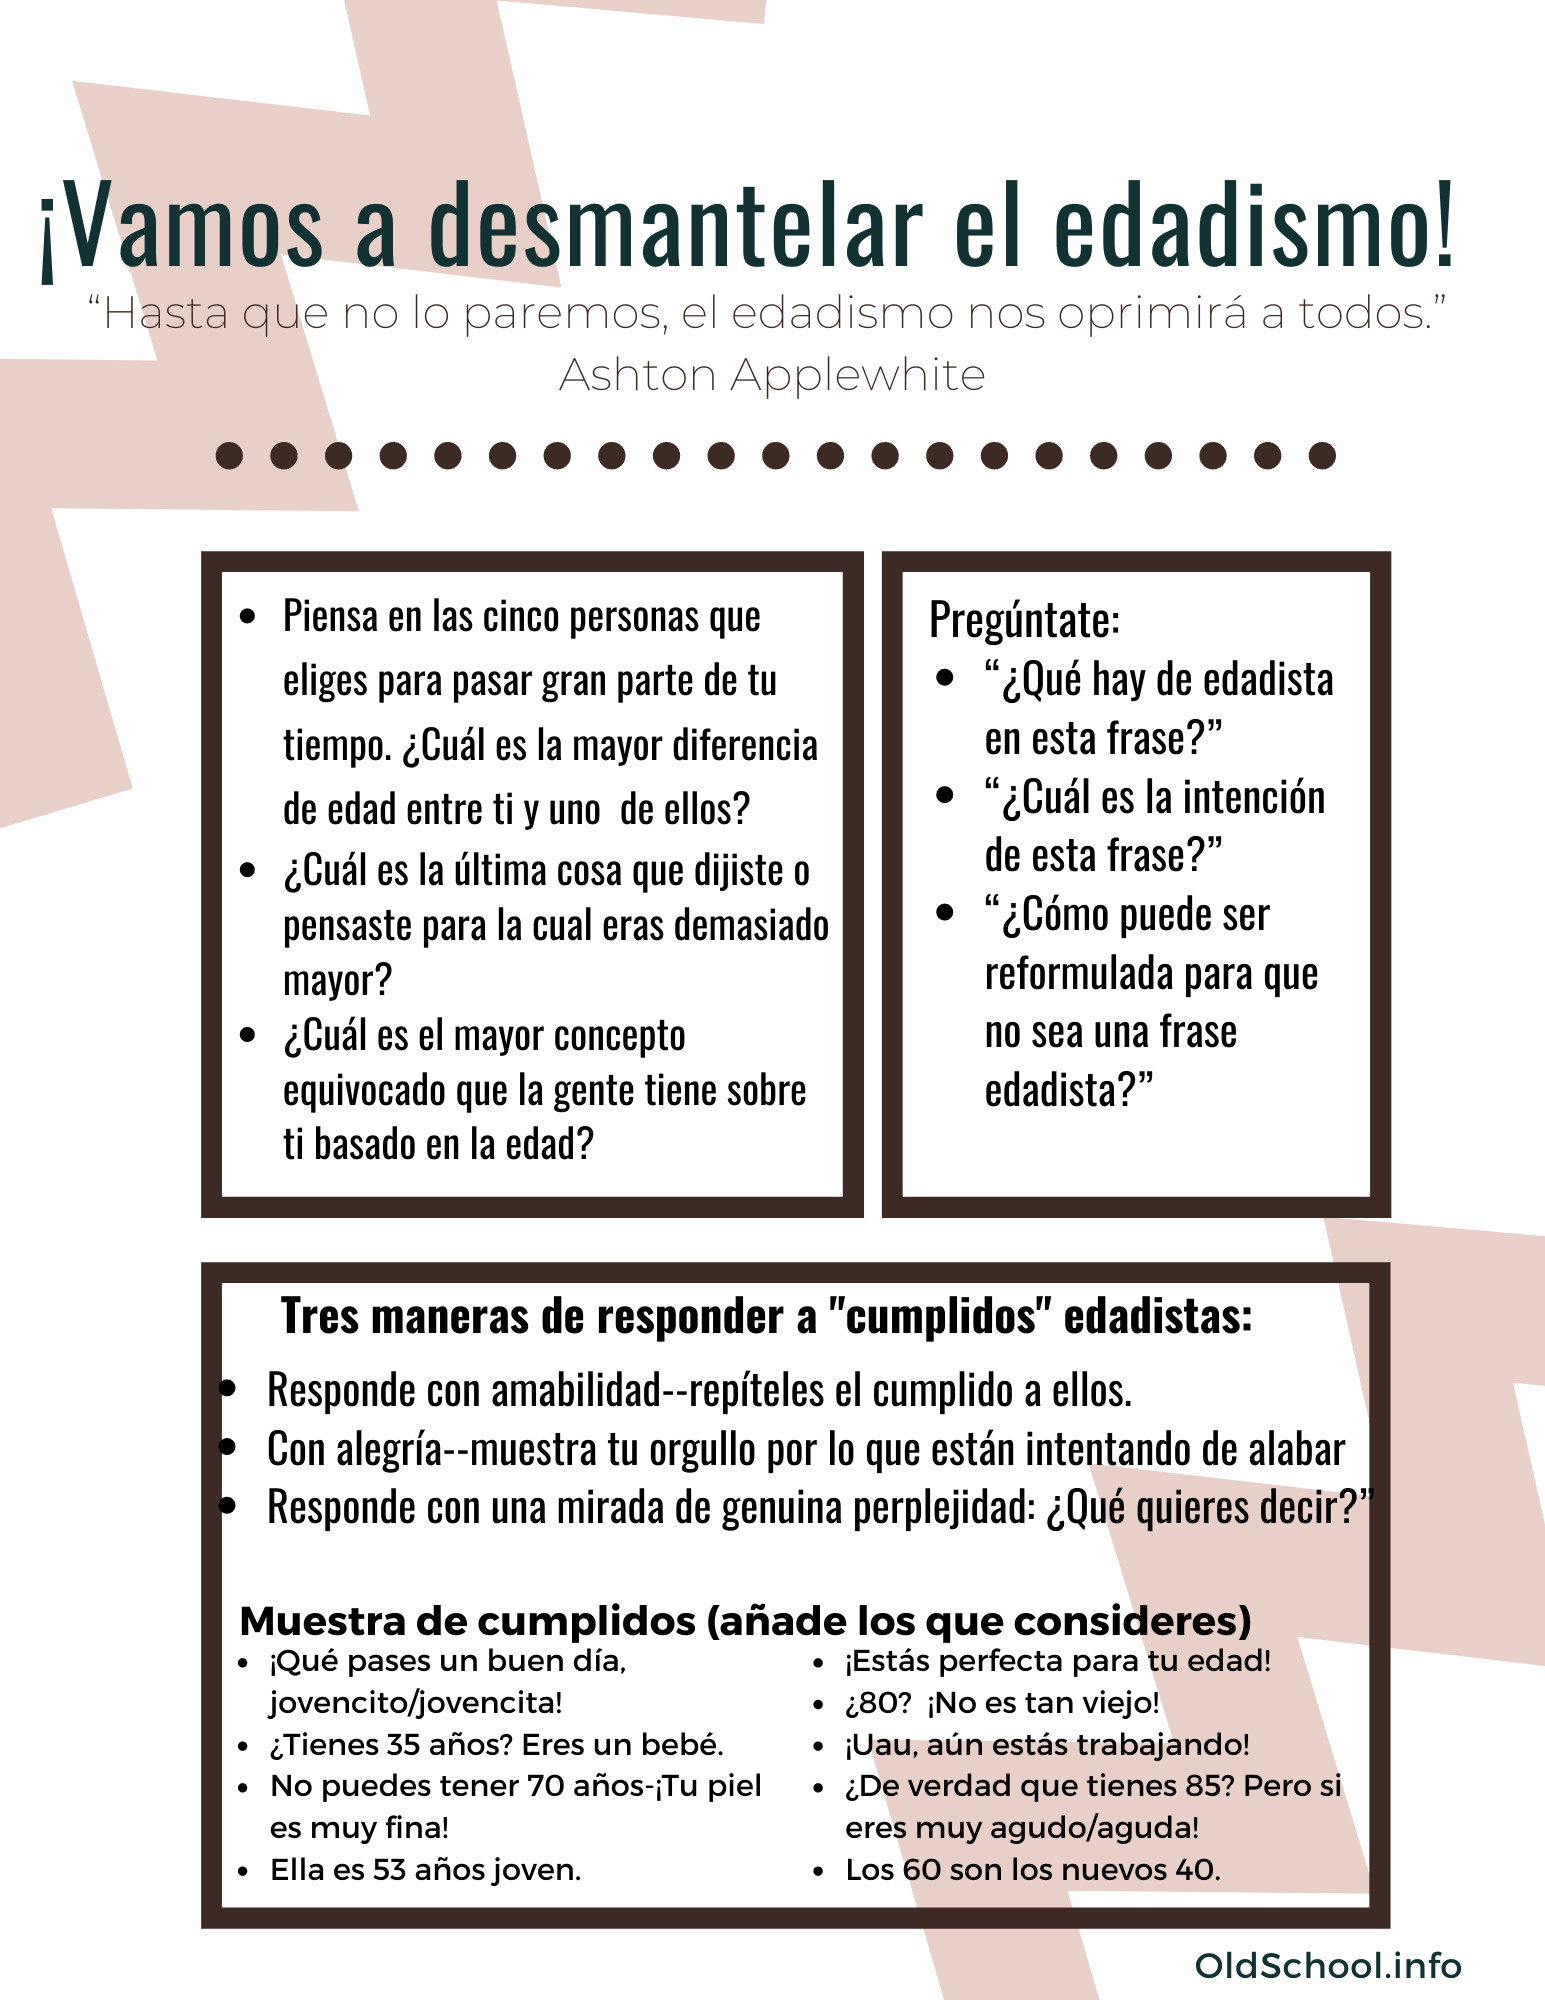 ¡Vamos a desmantelar el edadismo!
“Hasta que no lo paremos, el edadismo nos oprimirá a todos.”
Ashton Applewhite
• Piensa en las cinco personas que
eliges para pasar gran parte de tu
tiempo. ¿Cuál es la mayor diferencia
de edad entre ti y uno  de ellos?
• ¿Cuál es la última cosa que dijiste o
pensaste para la cual eras demasiado
mayor?
• ¿Cuál es el mayor concepto
equivocado que la gente tiene sobre
ti basado en la edad?
Pregúntate:
• “¿Qué hay de edadista
en esta frase?”
• “¿Cuál es la intención
de esta frase?”
• “¿Cómo puede ser
reformulada para que
no sea una frase
edadista?”
Tres maneras de responder a "cumplidos" edadistas:
• Responde con amabilidad--repíteles el cumplido a ellos.
• Con alegría--muestra tu orgullo por lo que están intentando de alabar
• Responde con una mirada de genuina perplejidad: ¿Qué quieres decir?”
Muestra de cumplidos (añade los que consideres)
• ¡Qué pases un buen día,
jovencito/jovencita!
• ¿Tienes 35 años? Eres un bebé.
• No puedes tener 70 años-¡Tu piel
es muy fina!
• Ella es 53 años joven.
• ¡Estás perfecta para tu edad!
• ¿80?  ¡No es tan viejo!
• ¡Uau, aún estás trabajando!
• ¿De verdad que tienes 85? Pero si
eres muy agudo/aguda!
• Los 60 son los nuevos 40.
OldSchool.info